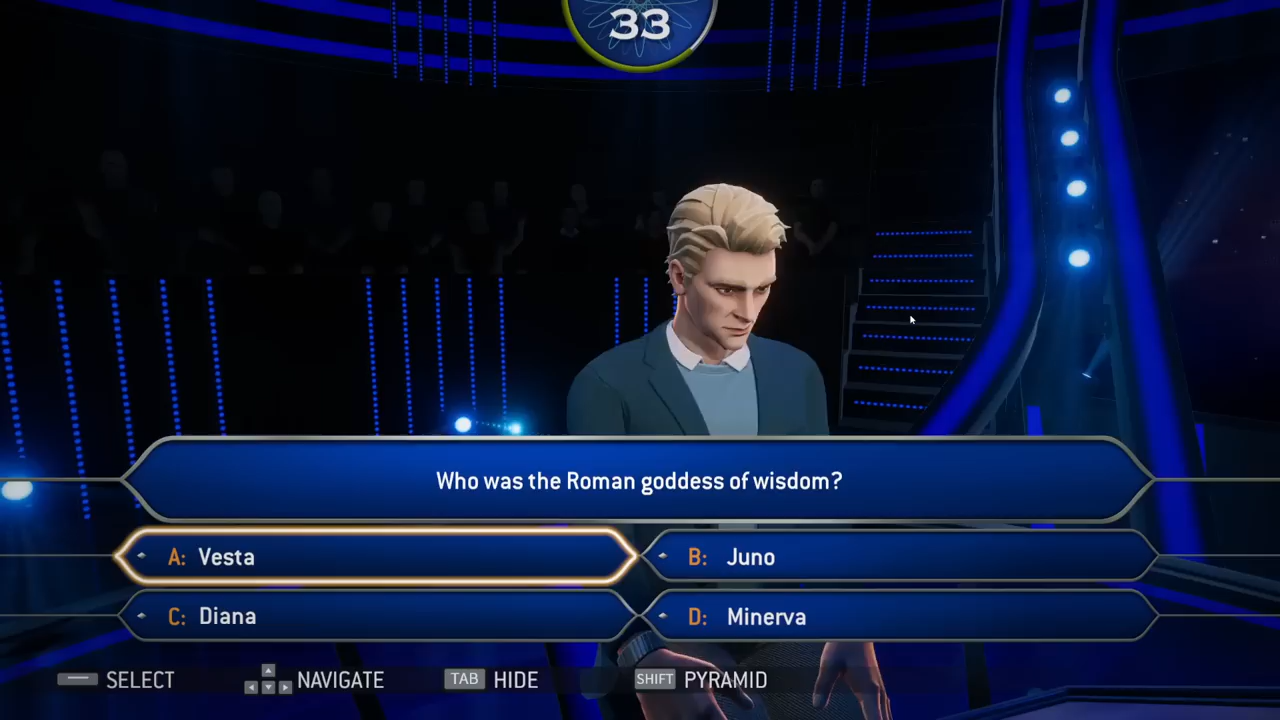 33
Who was the Roman goddess of wisdom?
A: Vesta
B: Juno
C: Diana
D: Minerva
SELECT
NAVIGATE
TAB HIDE
SHIFT PYRAMID